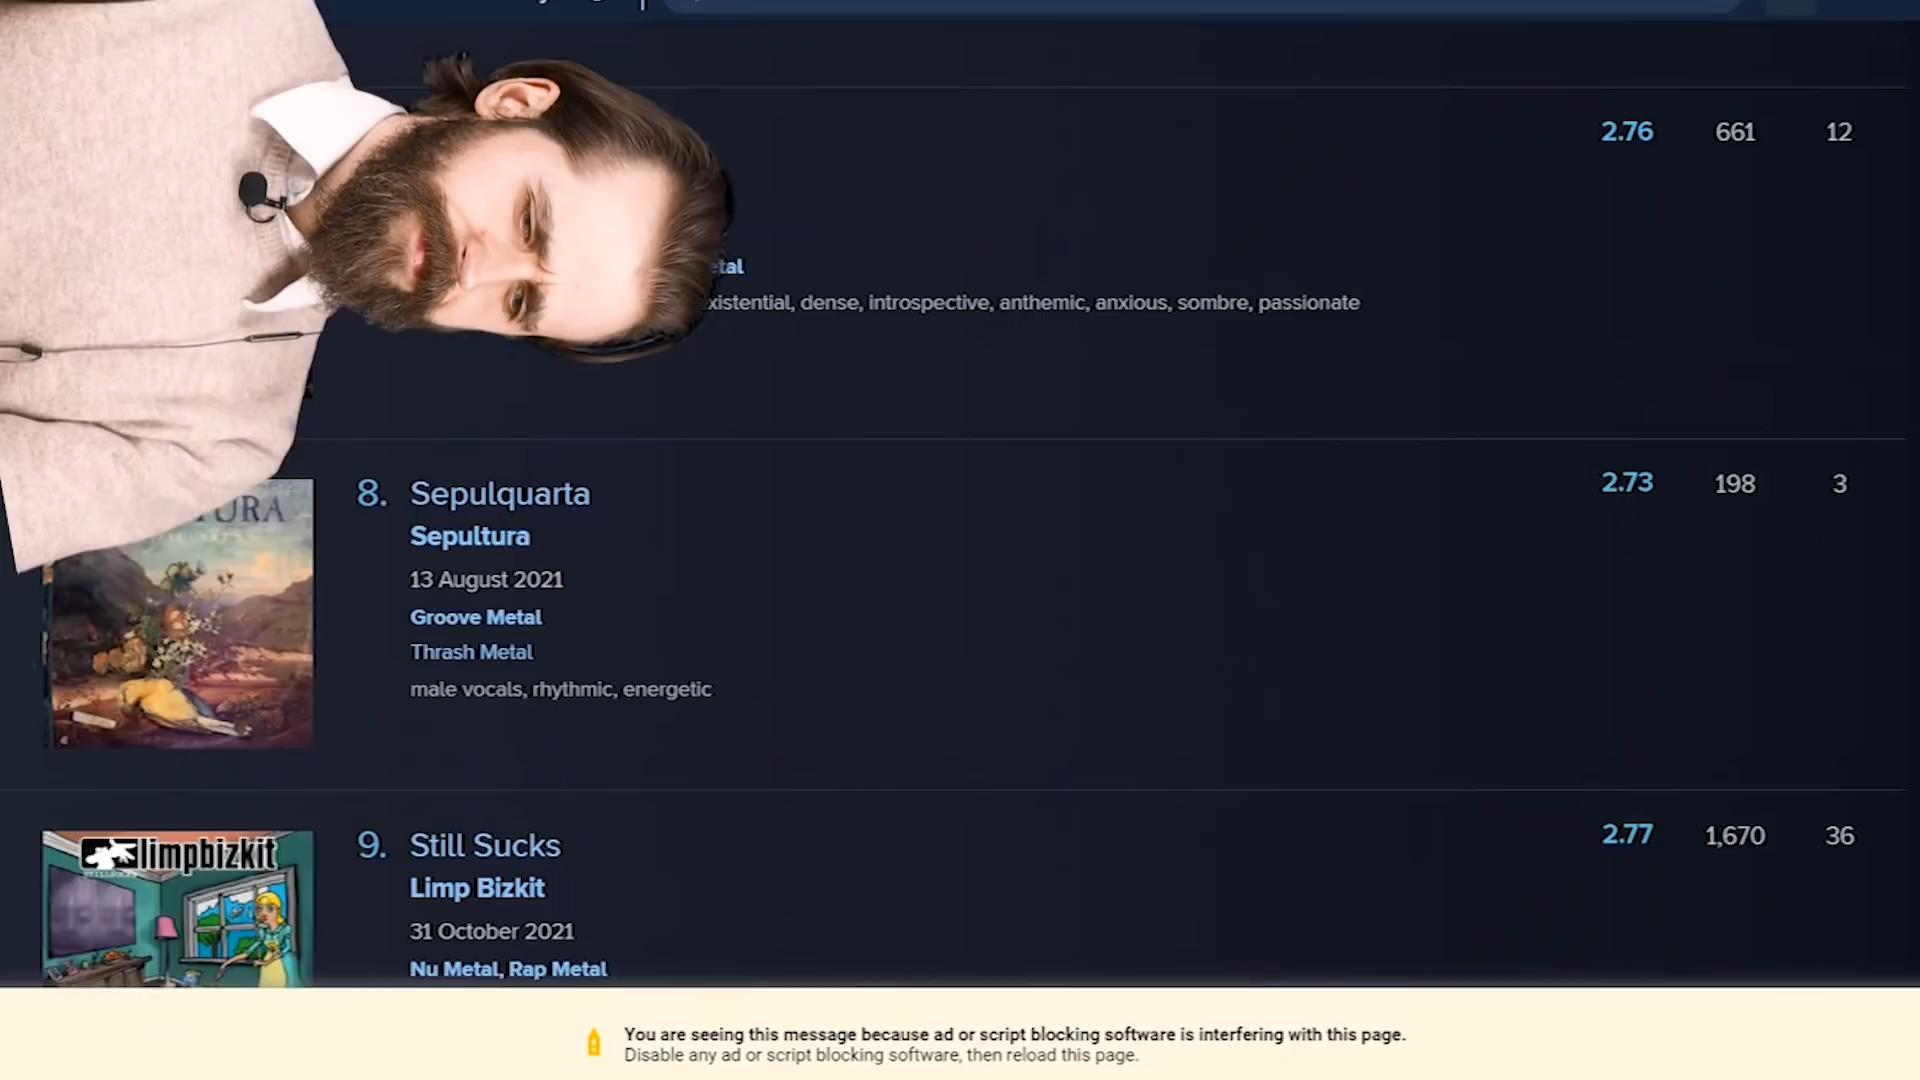 2.76 661 12
etal
xistential, dense, introspective, anthemic, anxious, sombre, passionate
TURA
8. Sepulquarta 2.73 198 3
Sepultura
13 August 2021
Groove Metal
Thrash Metal
male vocals, rhythmic, energetic
limpbizkit
9. Still Sucks 2.77 1,670 36
Limp Bizkit
31 October 2021
Nu Metal, Rap Metal
You are seeing this message because ad or script blocking software is interfering with this page.
Disable any ad or script blocking software, then reload this page.